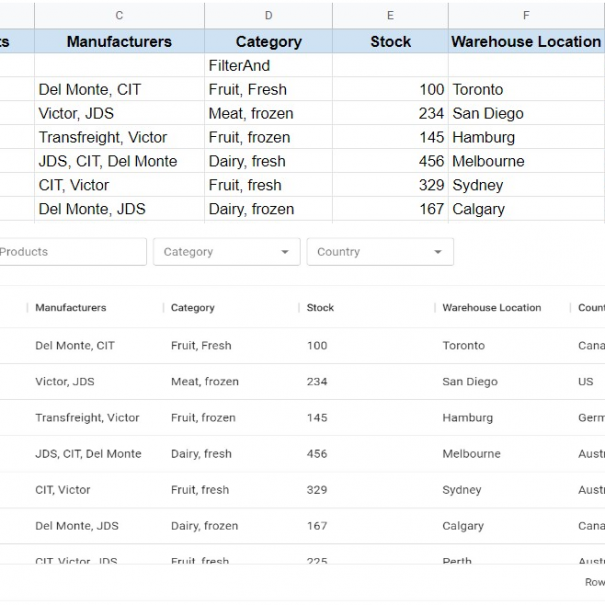 C D E F
ts Manufacturers Category Stock Warehouse Location
FilterAnd
Del Monte, CIT Fruit, Fresh 100 Toronto
Victor, JDS Meat, frozen 234 San Diego
Transfreight, Victor Fruit, frozen 145 Hamburg
JDS, CIT, Del Monte Dairy, fresh 456 Melbourne
CIT, Victor Fruit, fresh 329 Sydney
Del Monte, JDS Dairy, frozen 167 Calgary
Products Category Country
Manufacturers Category Stock Warehouse Location Count
Del Monte, CIT Fruit, Fresh 100 Toronto Cana
Victor, JDS Meat, frozen 234 San Diego US
Transfreight, Victor Fruit, frozen 145 Hamburg Germ
JDS, CIT, Del Monte Dairy, fresh 456 Melbourne Austr
CIT, Victor Fruit, fresh 329 Sydney Austr
Del Monte, JDS Dairy, frozen 167 Calgary Cana
CIT, Victor, JDS Fruit, fresh 225 Perth Austr
Row